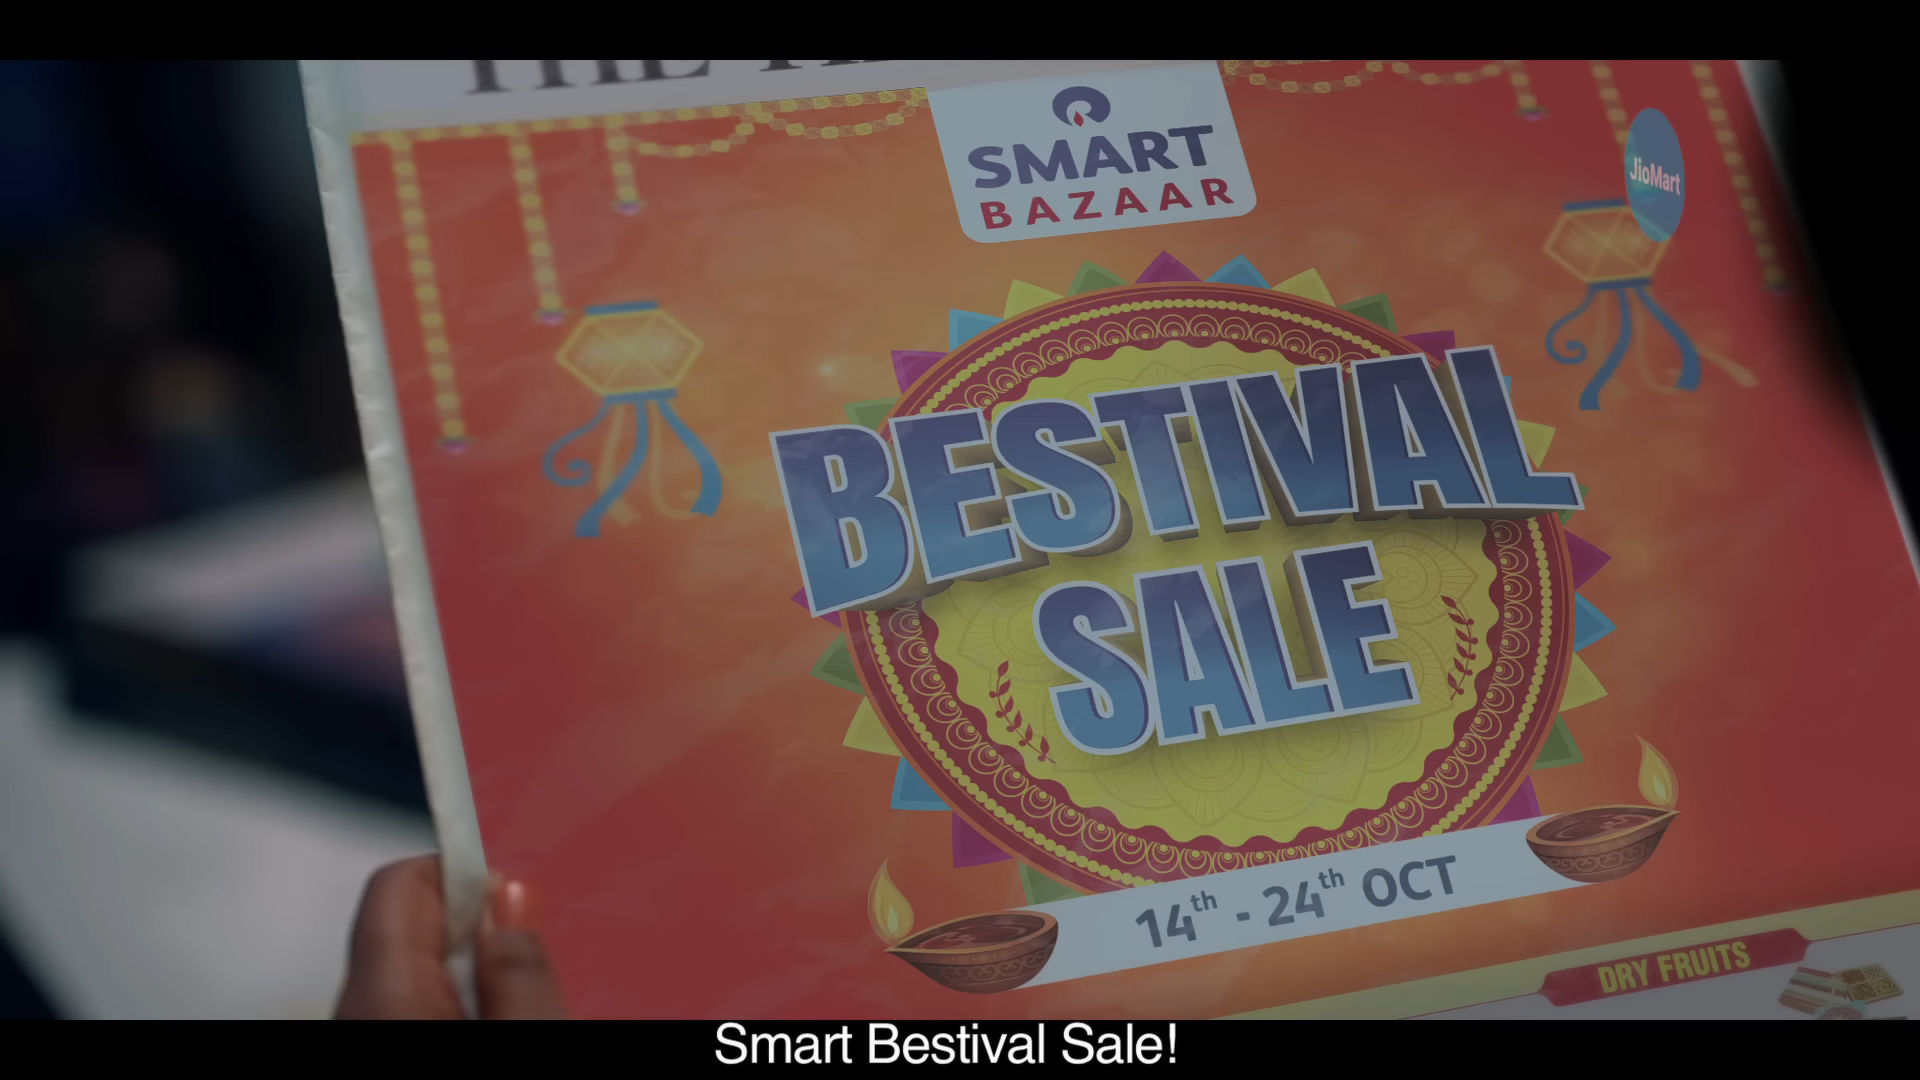 SMART
BAZAAR
JioMart
BESTIVAL
SALE
14th - 24th OCT
DRY FRUITS
Smart Bestival Sale!